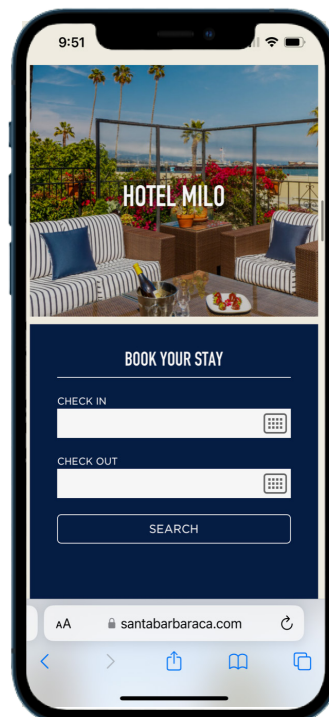 9:51
HOTEL MILO
BOOK YOUR STAY
CHECK IN
CHECK OUT
SEARCH
AA santabarbaraca.com